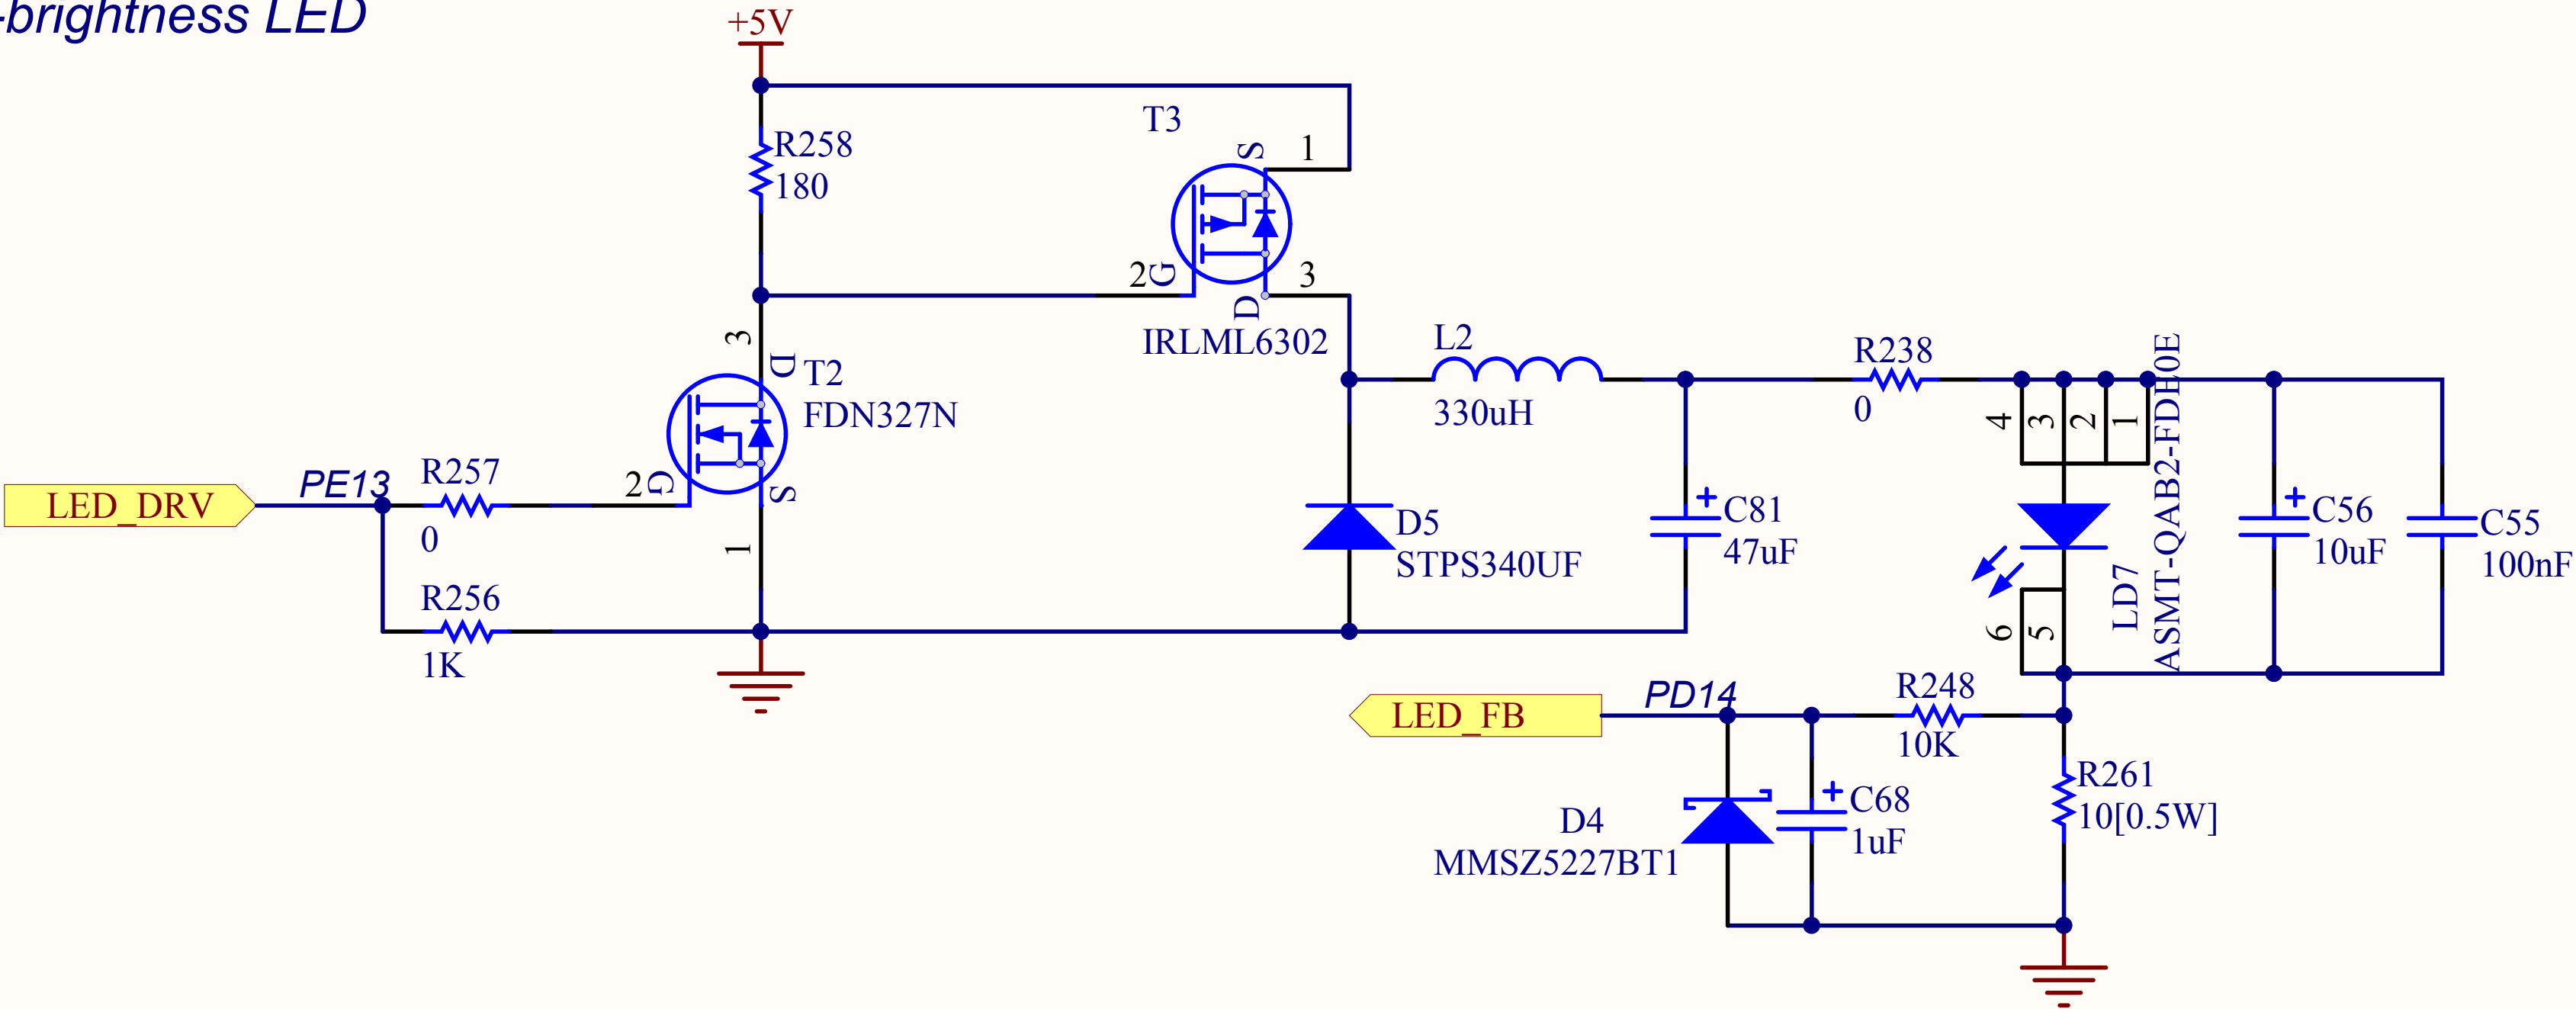 -brightness LED
+5V
R258
180
T3
S
1
2
G
3
D
IRLML6302
3
D
T2
FDN327N
2
G
S
1
LED_DRV
PE13
R257
0
R256
1K
L2
330uH
R238
0
D5
STPS340UF
+
C81
47uF
4
3
2
1
6
5
LD7
ASMT-QAB2-FDH0E
+
C56
10uF
C55
100nF
LED_FB
PD14
R248
10K
D4
MMSZ5227BT1
+
C68
1uF
R261
10[0.5W]